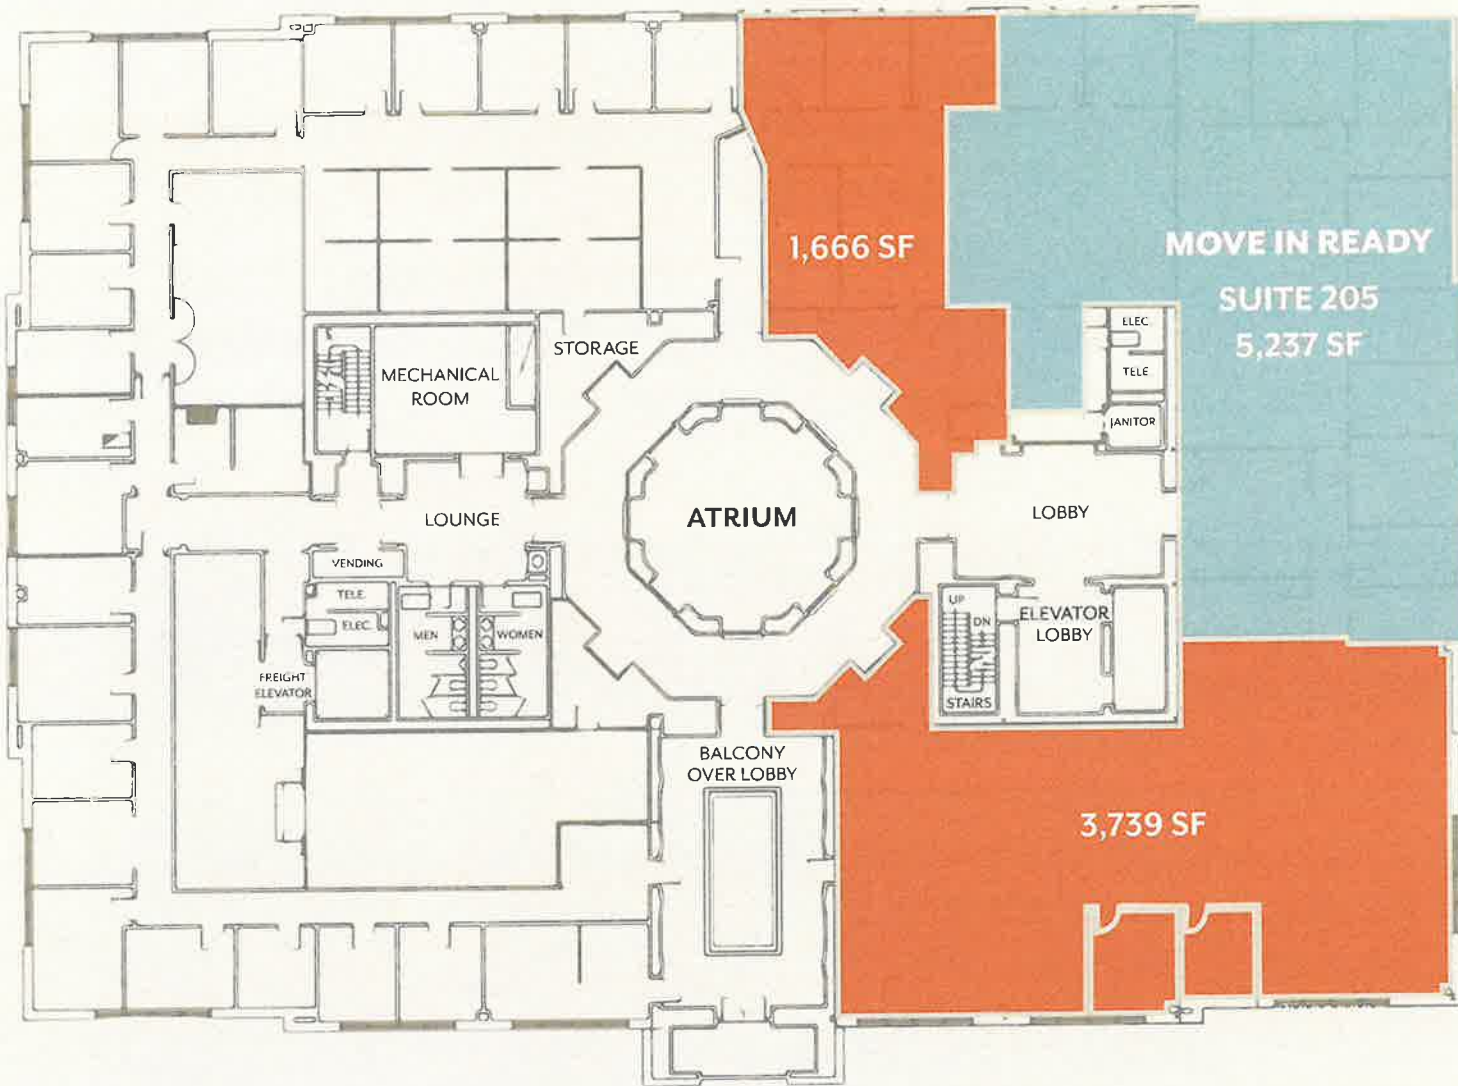 1,666 SF
MOVE IN READY
SUITE 205
5,237 SF
ELEC
TELE
JANITOR
STORAGE
MECHANICAL
ROOM
LOUNGE
ATRIUM
LOBBY
VENDING
TELE.
ELEC.
MEN
WOMEN
FREIGHT
ELEVATOR
UP
DN
ELEVATOR
LOBBY
STAIRS
BALCONY
OVER LOBBY
3,739 SF